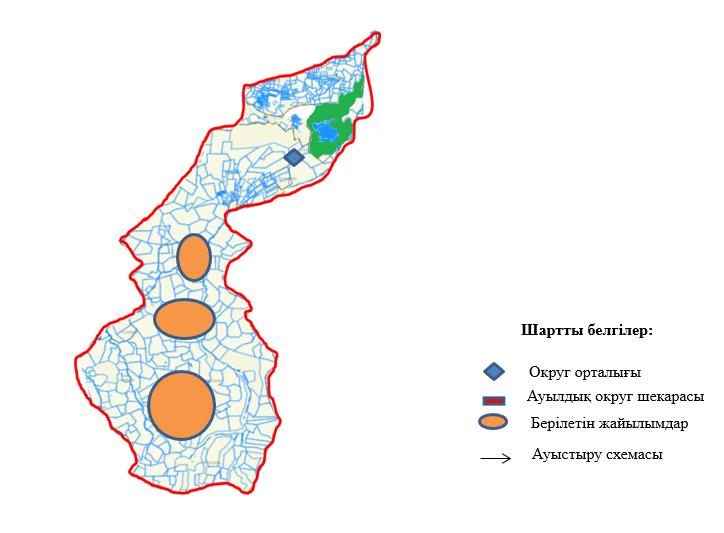 Шартты белгілер:
Округ орталығы
Ауылдық округ шекарасы
Берілетін жайылымдар
Ауыстыру схемасы